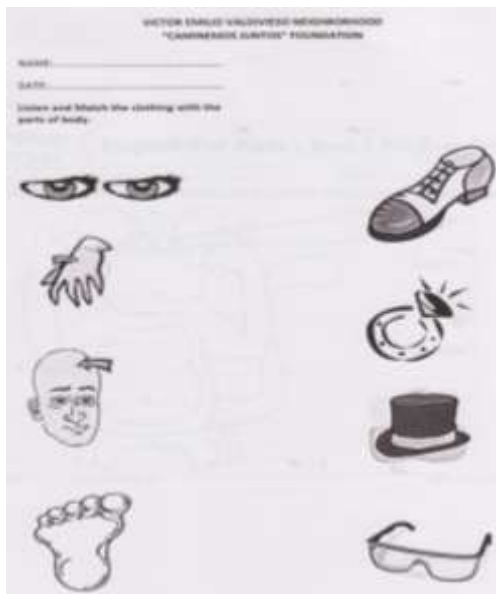 VICTOR EMILIO VALDIVIESO NEIGHBORHOOD
"CAMINEMOS JUNTOS" FOUNDATION
NAME:
DATE:
Listen and Match the clothing with the
parts of body.